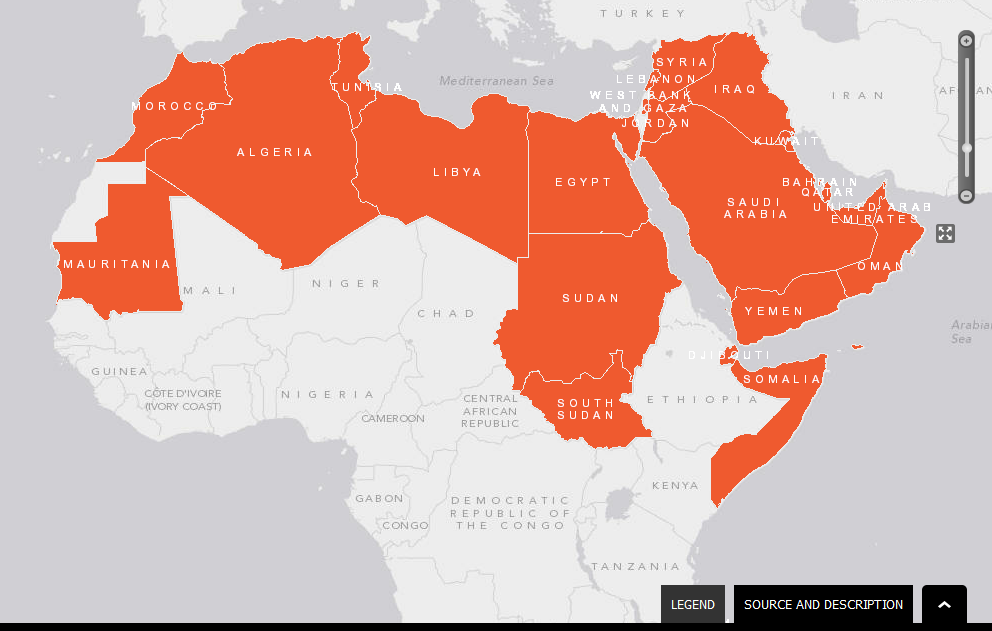 TURKEY
SYRIA
Mediterranean Sea
LEBANON
TUNISIA
IRAQ
WEST BANK
AND GAZA
IRAN
MOROCCO
JORDAN
KUWAIT
ALGERIA
LIBYA
EGYPT
BAHRAIN
QATAR
SAUDI
ARABIA
UNITED ARAB
EMIRATES
MAURITANIA
OMAN
MALI
NIGER
SUDAN
CHAD
YEMEN
Arabian
Sea
DJIBOUTI
GUINEA
SOMALIA
CÔTE D'IVOIRE
(IVORY COAST)
NIGERIA
CENTRAL
AFRICAN
REPUBLIC
SOUTH
SUDAN
ETHIOPIA
CAMEROON
KENYA
GABON
DEMOCRATIC
REPUBLIC OF
THE CONGO
CONGO
TANZANIA
LEGEND
SOURCE AND DESCRIPTION